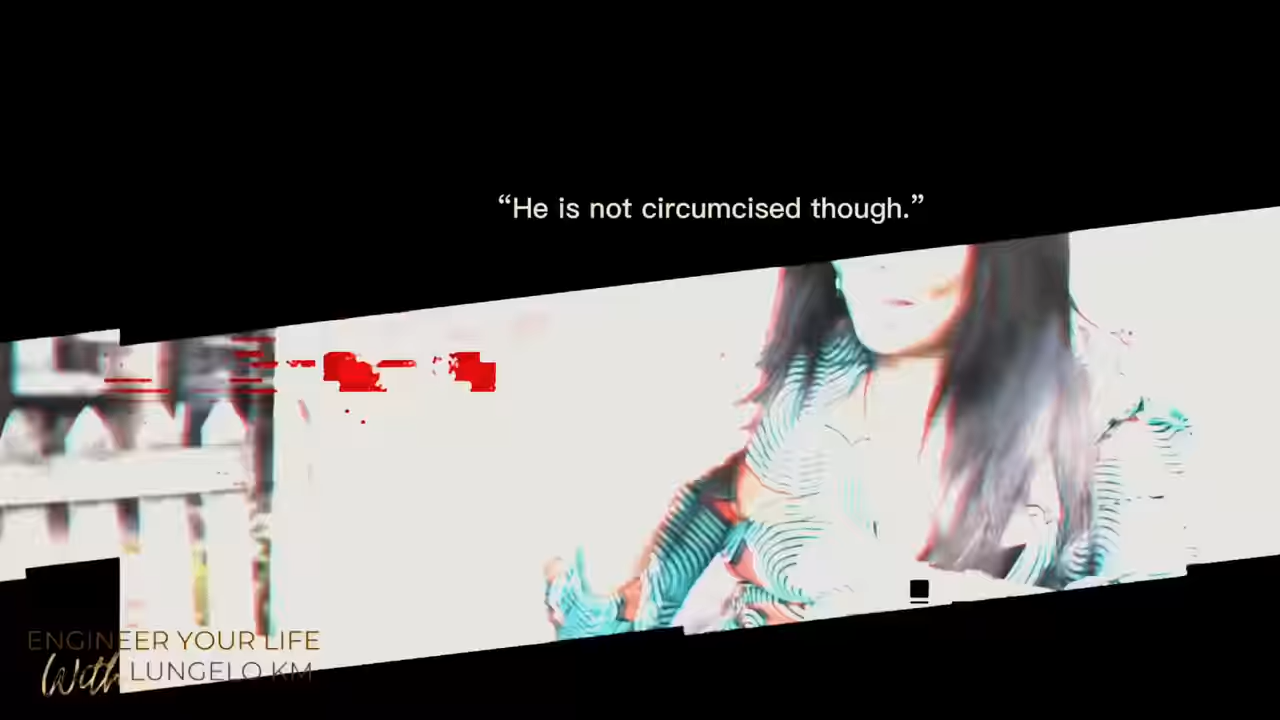 “He is not circumcised though.”
ENGINEER YOUR LIFE
With LUNGELO KM